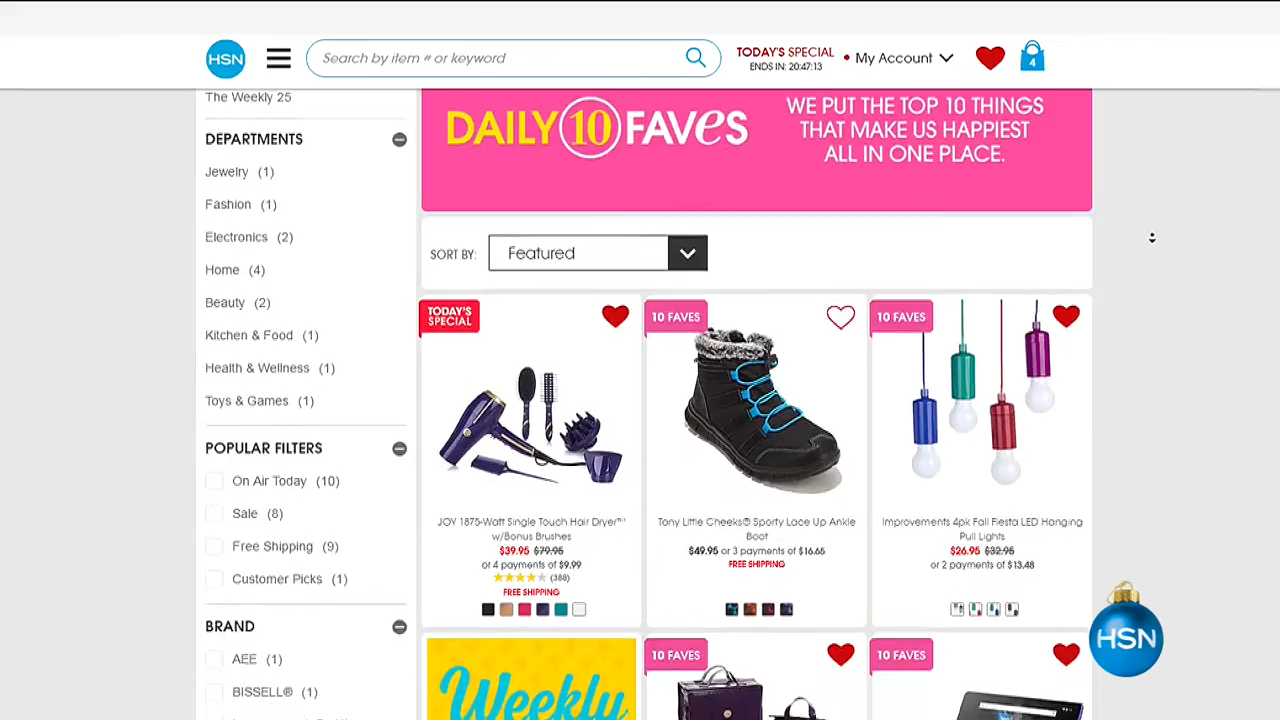 HSN
Search by item # or keyword
TODAY'S SPECIAL
ENDS IN: 20:47:13
My Account
4
The Weekly 25
DEPARTMENTS
Jewelry (1)
Fashion (1)
Electronics (2)
Home (4)
Beauty (2)
Kitchen & Food (1)
Health & Wellness (1)
Toys & Games (1)
POPULAR FILTERS
On Air Today (10)
Sale (8)
Free Shipping (9)
Customer Picks (1)
BRAND
AEE (1)
BISSELL® (1)
DAILY 10 FAVES
WE PUT THE TOP 10 THINGS
THAT MAKE US HAPPIEST
ALL IN ONE PLACE.
SORT BY:
Featured
TODAY'S
SPECIAL
JOY 1875-Watt Single Touch Hair Dryer™
w/Bonus Brushes
$39.95 $79.95
or 4 payments of $9.99
(388)
FREE SHIPPING
10 FAVES
Tony Little Cheeks® Sporty Lace Up Ankle
Boot
$49.95 or 3 payments of $16.65
FREE SHIPPING
10 FAVES
Improvements 4pk Fall Fiesta LED Hanging
Pull Lights
$26.95 $32.95
or 2 payments of $13.48
Weekly
10 FAVES
10 FAVES
HSN